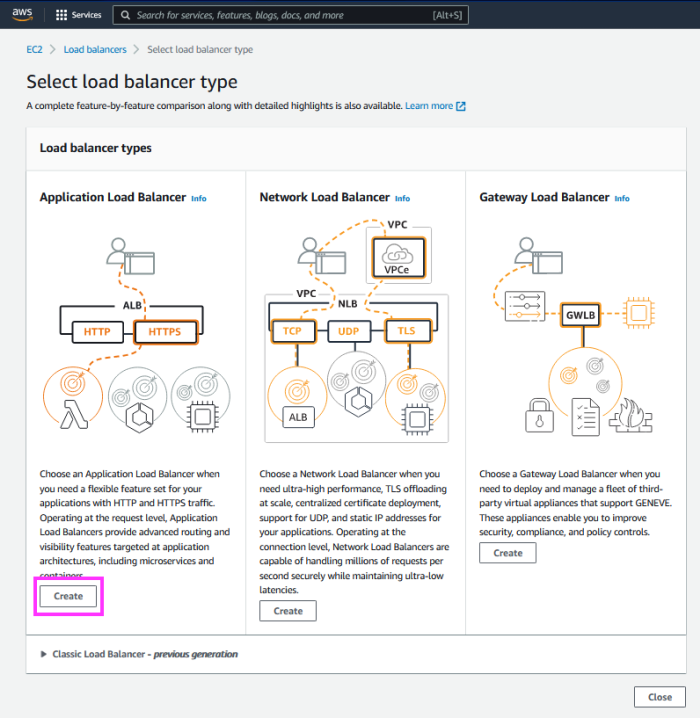 aws
Services
Search for services, features, blogs, docs, and more
[Alt+S]
EC2 > Load balancers > Select load balancer type
Select load balancer type
A complete feature-by-feature comparison along with detailed highlights is also available. Learn more
Load balancer types
Application Load Balancer Info
ALB
HTTP
HTTPS
Choose an Application Load Balancer when
you need a flexible feature set for your
applications with HTTP and HTTPS traffic.
Operating at the request level, Application
Load Balancers provide advanced routing and
visibility features targeted at application
architectures, including microservices and
containers.
Create
Network Load Balancer Info
VPC
VPCe
VPC
NLB
TCP
UDP
TLS
ALB
Choose a Network Load Balancer when you
need ultra-high performance, TLS offloading
at scale, centralized certificate deployment,
support for UDP, and static IP addresses for
your applications. Operating at the
connection level, Network Load Balancers are
capable of handling millions of requests per
second securely while maintaining ultra-low
latencies.
Create
Gateway Load Balancer Info
GWLB
Choose a Gateway Load Balancer when you
need to deploy and manage a fleet of third-
party virtual appliances that support GENEVE.
These appliances enable you to improve
security, compliance, and policy controls.
Create
Classic Load Balancer - previous generation
Close